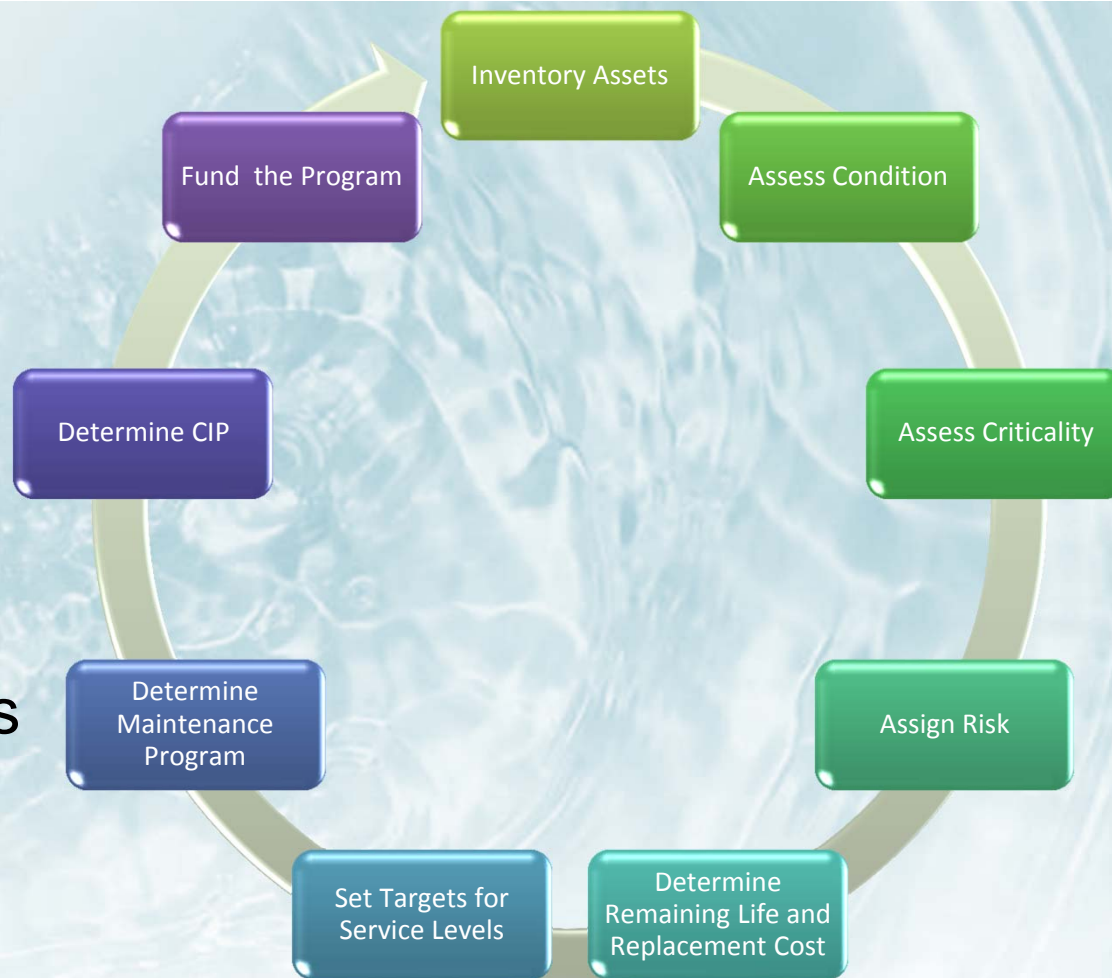 Inventory Assets
Assess Condition
Assess Criticality
Assign Risk
Determine
Remaining Life and
Replacement Cost
Set Targets for
Service Levels
Determine
Maintenance
Program
Determine CIP
Fund the Program
s